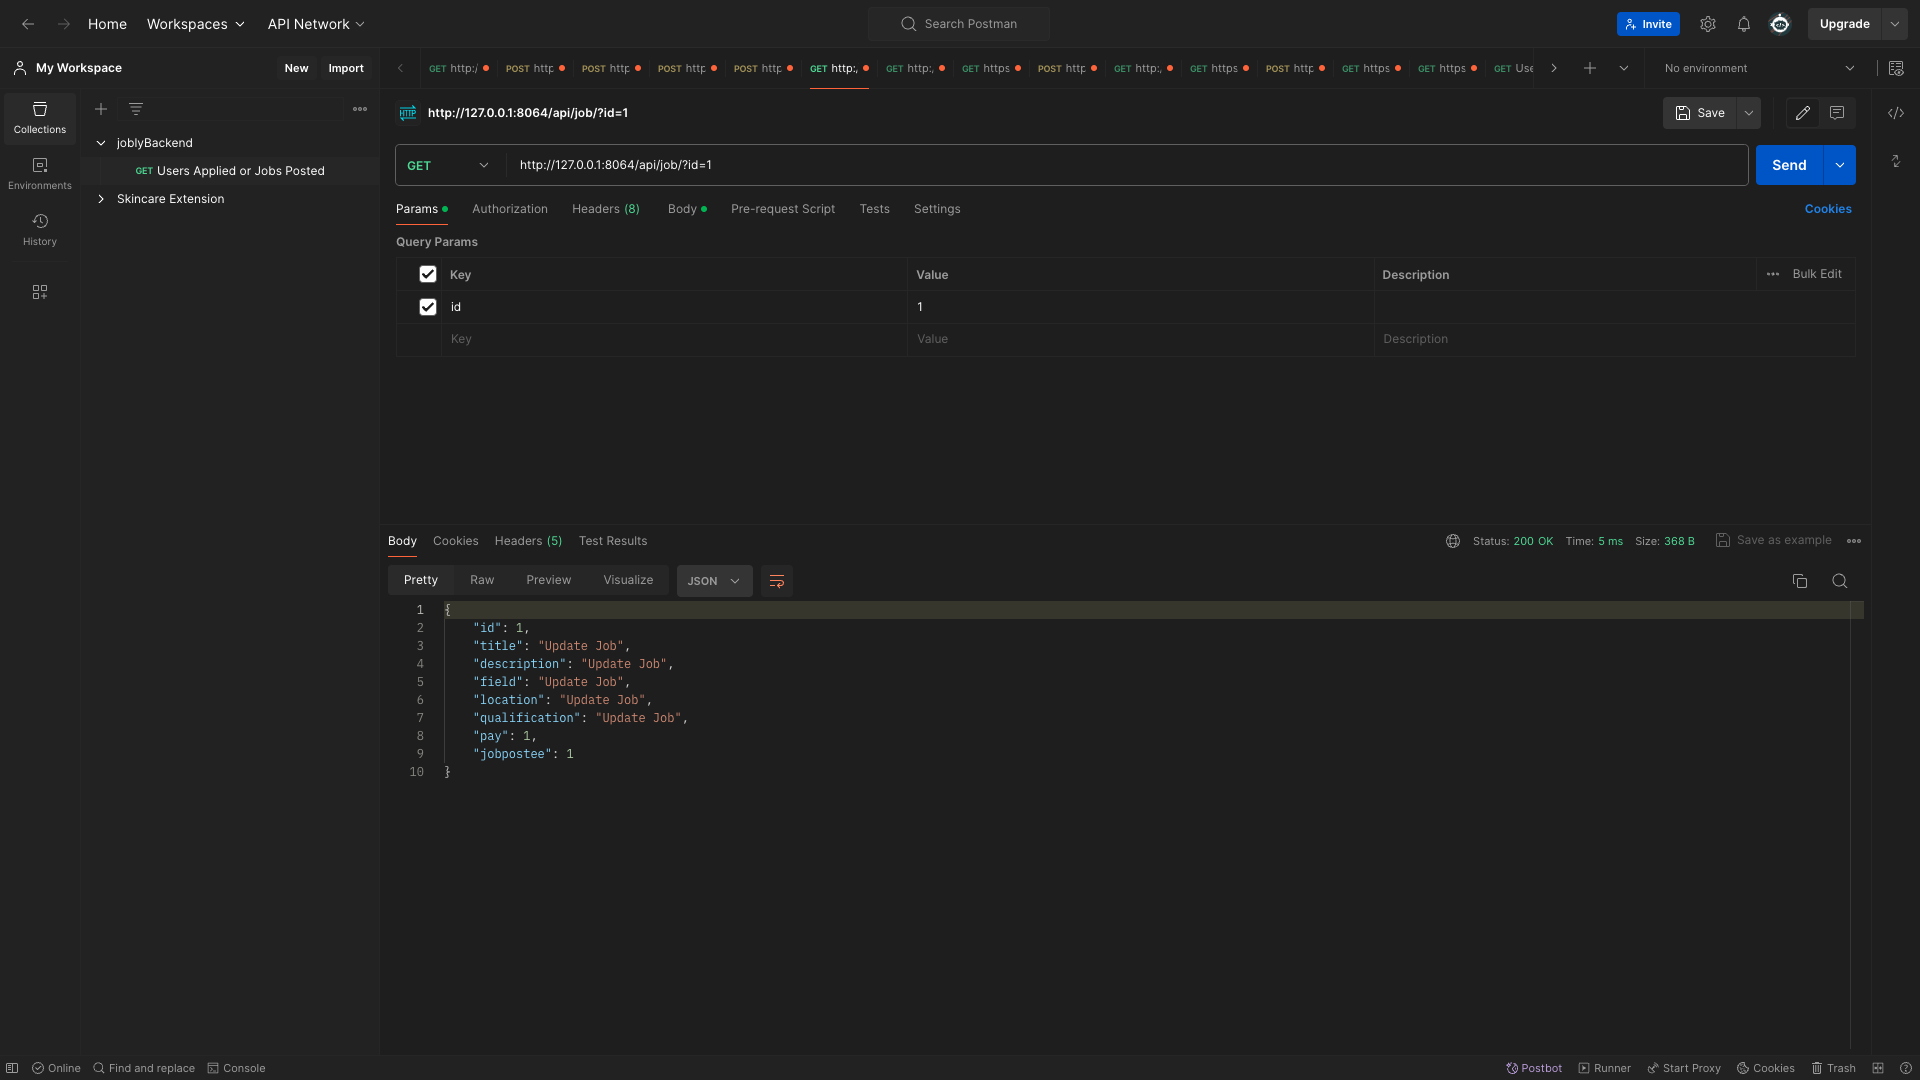 Home Workspaces API Network Search Postman Invite Upgrade
My Workspace New Import GET http:/ POST http POST http POST http POST http GET http:, GET http:, GET https POST http GET http:, GET https POST http GET https GET https GET Use No environment
Collections
Environments
History
joblyBackend
GET Users Applied or Jobs Posted
Skincare Extension
HTTP http://127.0.0.1:8064/api/job/?id=1 Save
GET http://127.0.0.1:8064/api/job/?id=1 Send
Params Authorization Headers (8) Body Pre-request Script Tests Settings Cookies
Query Params
Key Value Description Bulk Edit
id 1
Key Value Description
Body Cookies Headers (5) Test Results Status: 200 OK Time: 5 ms Size: 368 B Save as example
Pretty Raw Preview Visualize JSON
1 {
2 "id": 1,
3 "title": "Update Job",
4 "description": "Update Job",
5 "field": "Update Job",
6 "location": "Update Job",
7 "qualification": "Update Job",
8 "pay": 1,
9 "jobpostee": 1
10 }
Online Find and replace Console Postbot Runner Start Proxy Cookies Trash